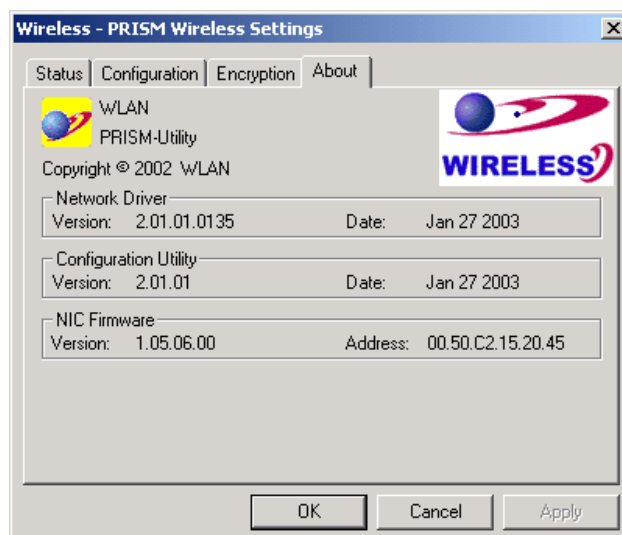 Wireless - PRISM Wireless Settings
Status Configuration Encryption About
WLAN
PRISM-Utility
Copyright © 2002 WLAN
WIRELESS
Network Driver
Version: 2.01.01.0135 Date: Jan 27 2003
Configuration Utility
Version: 2.01.01 Date: Jan 27 2003
NIC Firmware
Version: 1.05.06.00 Address: 00.50.C2.15.20.45
OK Cancel Apply